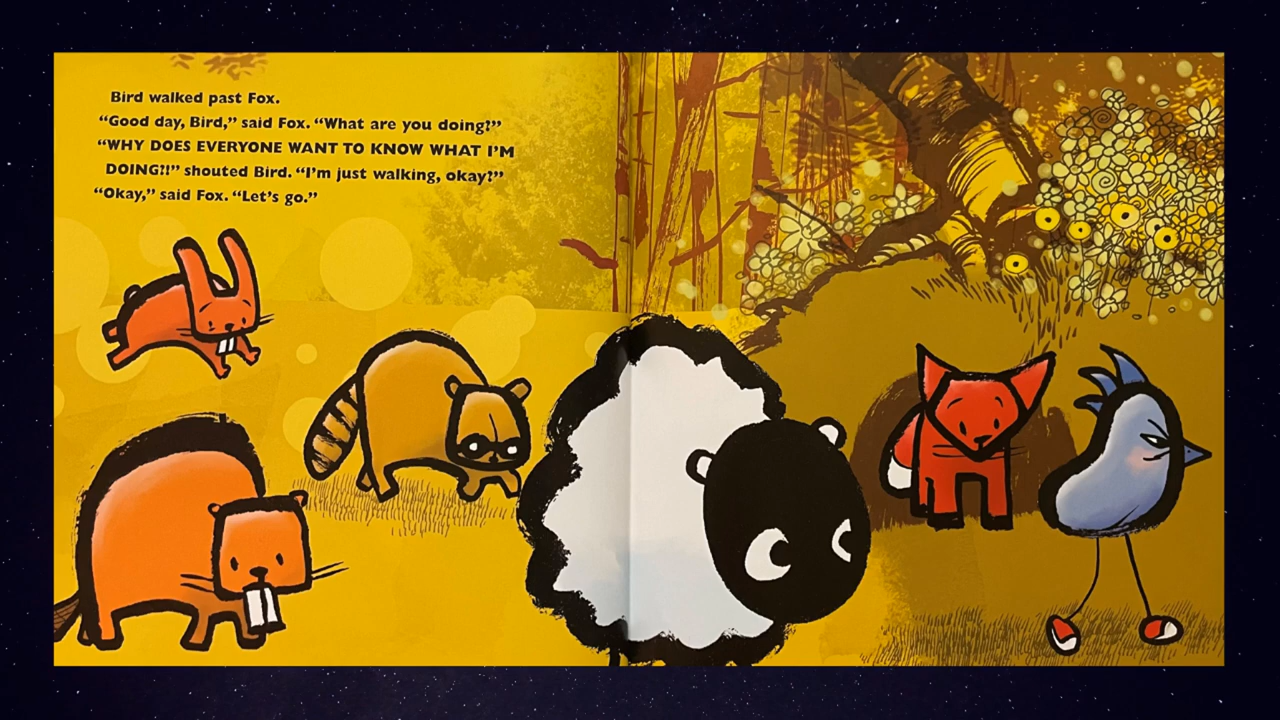 Bird walked past Fox.
“Good day, Bird,” said Fox. “What are you doing?”
“WHY DOES EVERYONE WANT TO KNOW WHAT I’M
DOING?!” shouted Bird. “I’m just walking, okay?”
“Okay,” said Fox. “Let’s go.”